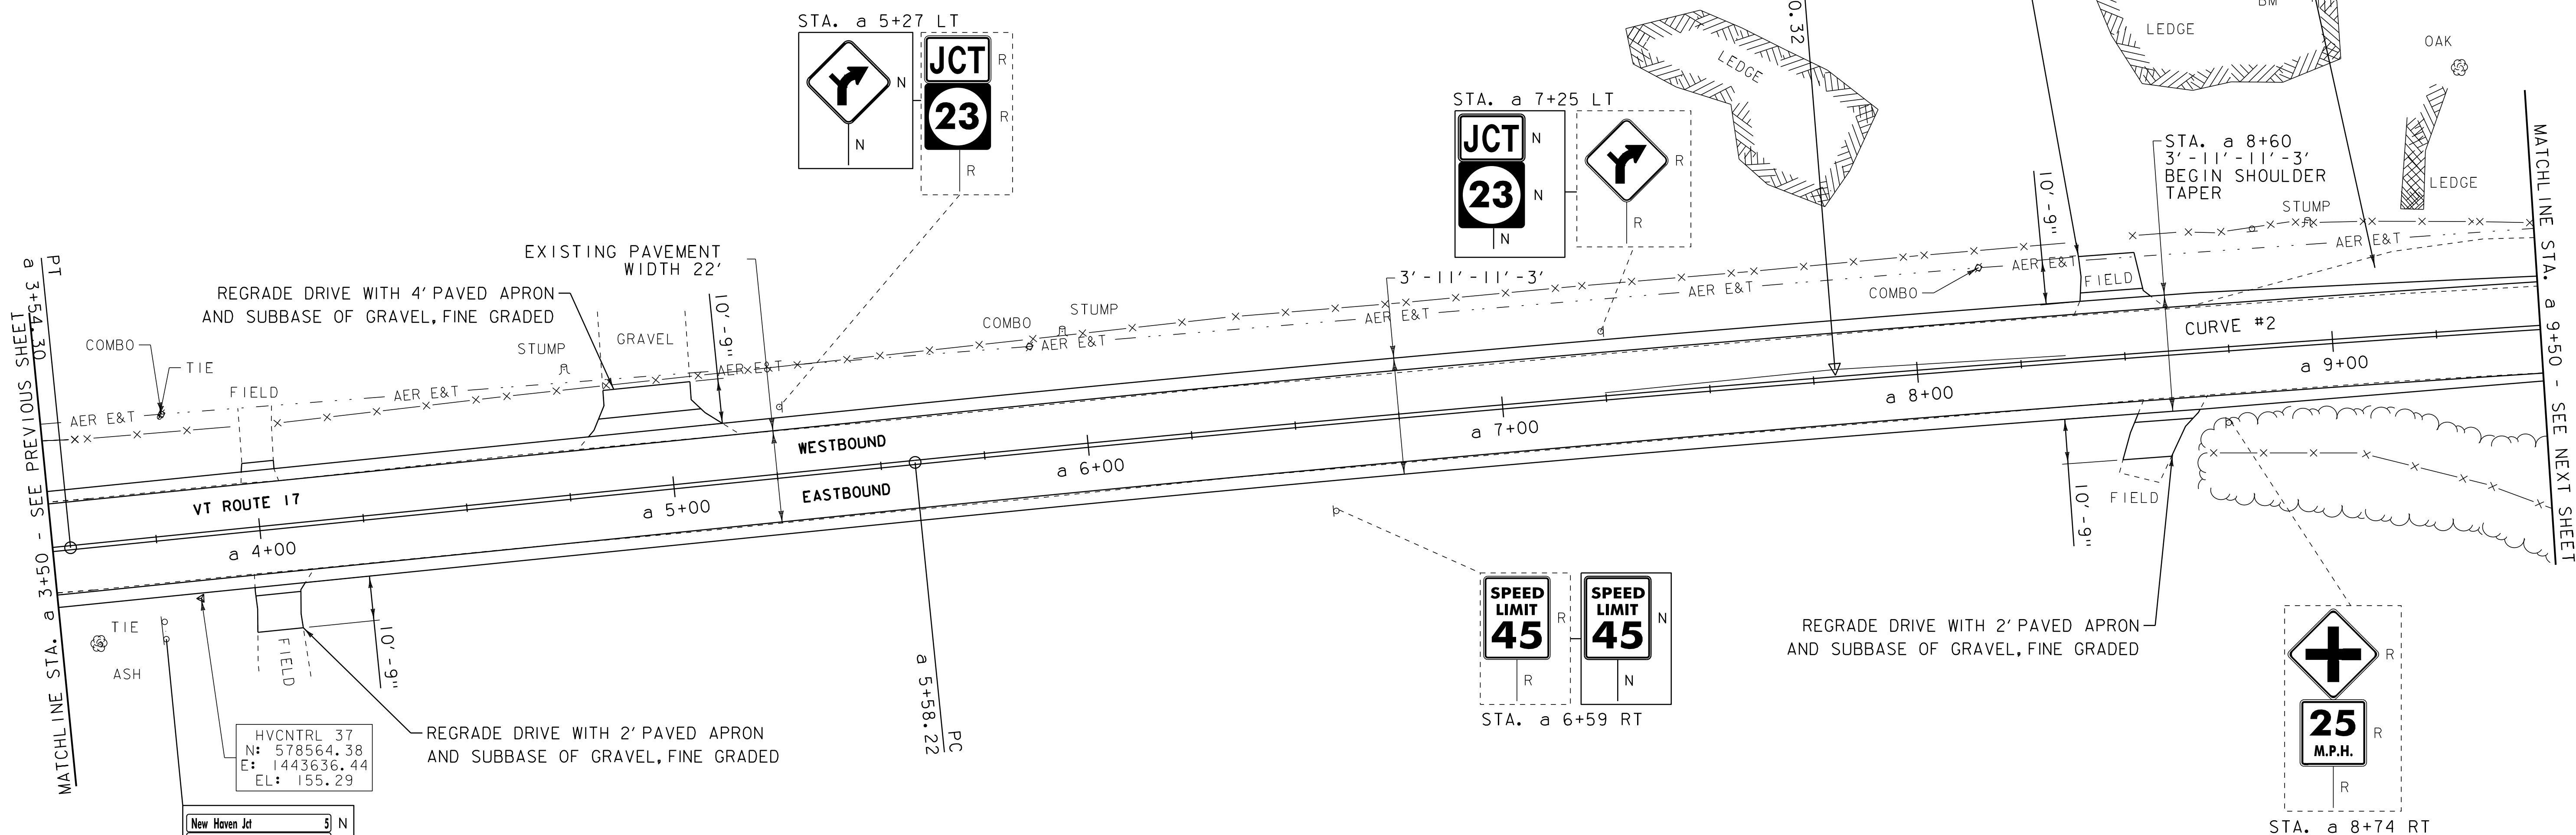 STA. a 5+27 LT
N
N
JCT
R
23
R
R
STA. a 7+25 LT
JCT
N
23
N
N
R
R
0.32
LEDGE
LEDGE
BM
OAK
LEDGE
STUMP
STA. a 8+60
3'-11'-11'-3'
BEGIN SHOULDER
TAPER
10'-9"
FIELD
AER E&T
AER E&T
COMBO
MATCHLINE STA. a 9+50 - SEE NEXT SHEET
PT
a 3+54.30
MATCHLINE STA. a 3+50 - SEE PREVIOUS SHEET
EXISTING PAVEMENT
WIDTH 22'
REGRADE DRIVE WITH 4' PAVED APRON
AND SUBBASE OF GRAVEL, FINE GRADED
10'-9"
GRAVEL
STUMP
COMBO
TIE
AER E&T
FIELD
AER E&T
AER E&T
COMBO
STUMP
AER E&T
AER E&T
3'-11'-11'-3'
AER E&T
CURVE #2
VT ROUTE 17
WESTBOUND
EASTBOUND
a 4+00
a 5+00
a 6+00
a 7+00
a 8+00
a 9+00
10'-9"
FIELD
TIE
ASH
FIELD
10'-9"
HVCNTRL 37
N: 578564.38
E: 1443636.44
EL: 155.29
REGRADE DRIVE WITH 2' PAVED APRON
AND SUBBASE OF GRAVEL, FINE GRADED
PC
a 5+58.22
SPEED
LIMIT
45
R
R
SPEED
LIMIT
45
N
N
STA. a 6+59 RT
REGRADE DRIVE WITH 2' PAVED APRON
AND SUBBASE OF GRAVEL, FINE GRADED
R
25
M.P.H.
R
R
STA. a 8+74 RT
New Haven Jct 5
N